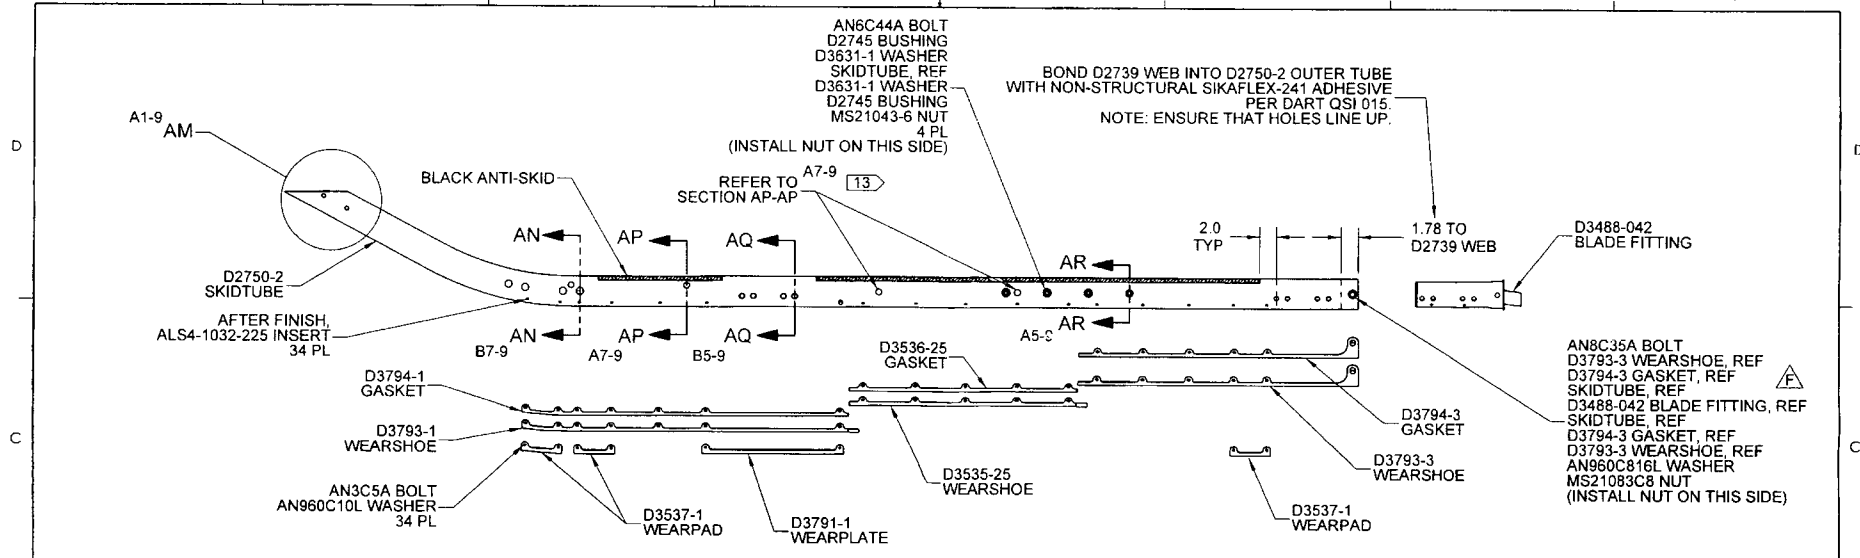 AN6C44A BOLT
D2745 BUSHING
D3631-1 WASHER
SKIDTUBE, REF
D3631-1 WASHER
D2745 BUSHING
MS21043-6 NUT
4 PL
(INSTALL NUT ON THIS SIDE)
BOND D2739 WEB INTO D2750-2 OUTER TUBE
WITH NON-STRUCTURAL SIKAFLEX-241 ADHESIVE
PER DART QSI 015.
NOTE: ENSURE THAT HOLES LINE UP.
A1-9
AM
D
D
BLACK ANTI-SKID
A7-9
REFER TO
SECTION AP-AP
13
2.0
TYP
1.78 TO
D2739 WEB
D3488-042
BLADE FITTING
AN
AP
AQ
AR
D2750-2
SKIDTUBE
AFTER FINISH,
ALS4-1032-225 INSERT
34 PL
AN
AP
AQ
AR
B7-9
A7-9
B5-9
A5-9
D3536-25
GASKET
D3794-1
GASKET
D3793-1
WEARSHOE
AN3C5A BOLT
AN960C10L WASHER
34 PL
D3537-1
WEARPAD
D3791-1
WEARPLATE
D3535-25
WEARSHOE
D3794-3
GASKET
D3793-3
WEARSHOE
D3537-1
WEARPAD
AN8C35A BOLT
D3793-3 WEARSHOE, REF
D3794-3 GASKET, REF
SKIDTUBE, REF
D3488-042 BLADE FITTING, REF
SKIDTUBE, REF
D3794-3 GASKET, REF
D3793-3 WEARSHOE, REF
AN960C816L WASHER
MS21083C8 NUT
(INSTALL NUT ON THIS SIDE)
F
C
C